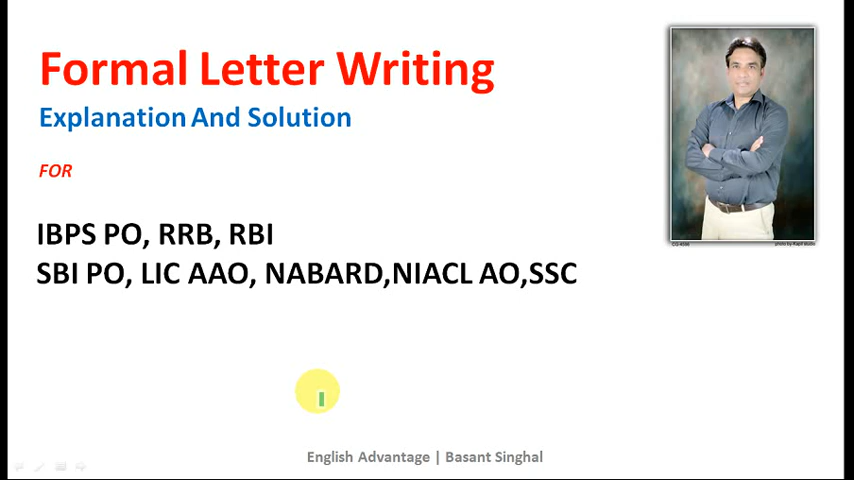 Formal Letter Writing
Explanation And Solution
FOR
IBPS PO, RRB, RBI
SBI PO, LIC AAO, NABARD,NIACL AO,SSC
English Advantage | Basant Singhal